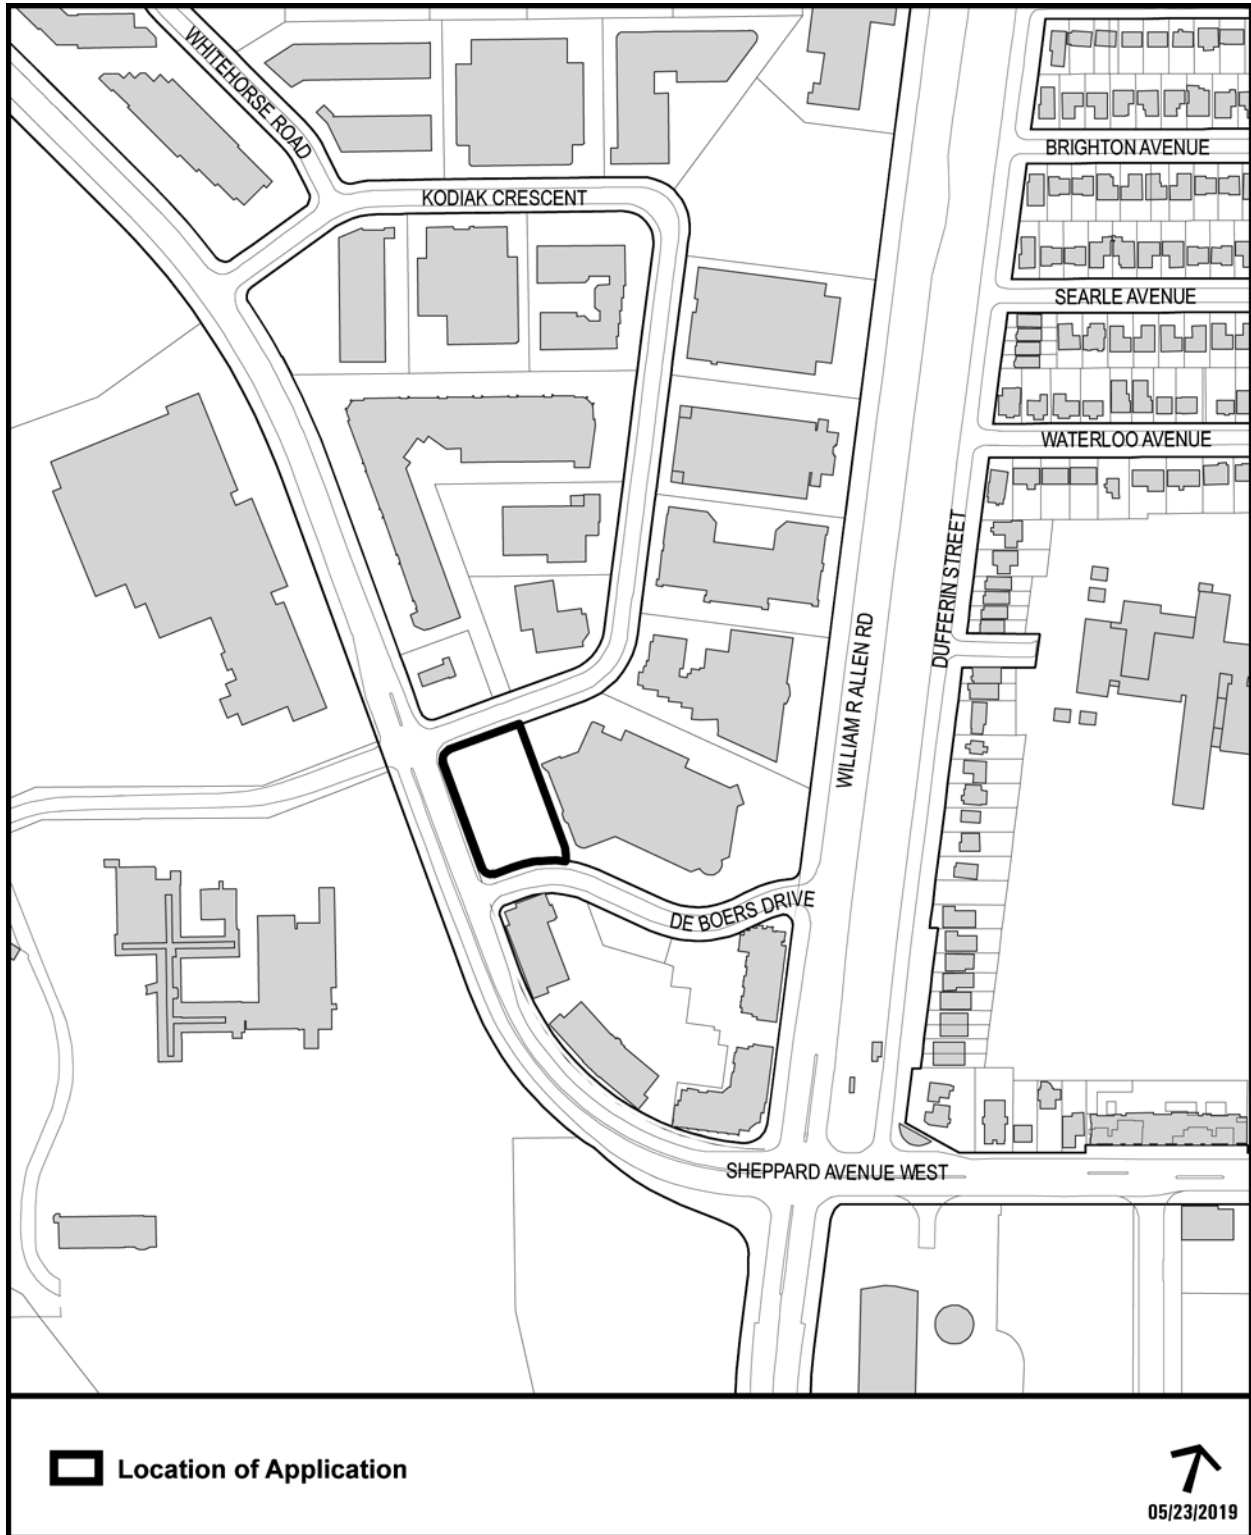 WHITEHORSE ROAD
BRIGHTON AVENUE
KODIAK CRESCENT
SEARLE AVENUE
WATERLOO AVENUE
DUFFERIN STREET
WILLIAM R ALLEN RD
DE BOERS DRIVE
SHEPPARD AVENUE WEST
Location of Application
05/23/2019